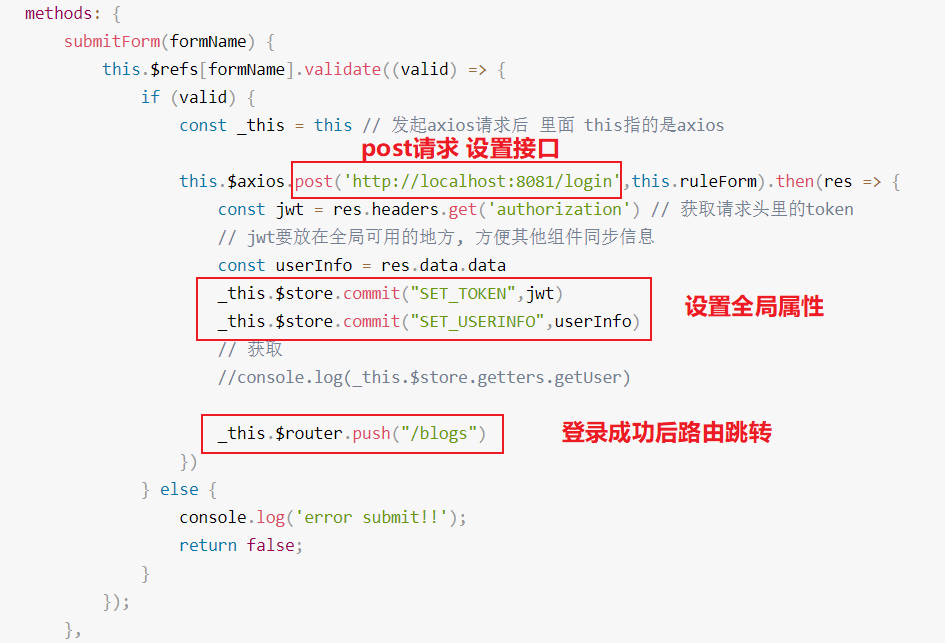 methods: {
submitForm(formName) {
this.$refs[formName].validate((valid) => {
if (valid) {
const _this = this // 发起axios请求后 里面 this指的是axios
post请求 设置接口
this.$axios.post('http://localhost:8081/login',this.ruleForm).then(res => {
const jwt = res.headers.get('authorization') // 获取请求头里的token
// jwt要放在全局可用的地方, 方便其他组件同步信息
const userInfo = res.data.data
_this.$store.commit("SET_TOKEN",jwt)
设置全局属性
_this.$store.commit("SET_USERINFO",userInfo)
// 获取
//console.log(_this.$store.getters.getUser)
_this.$router.push("/blogs")
登录成功后路由跳转
})
} else {
console.log('error submit!!');
return false;
}
});
},